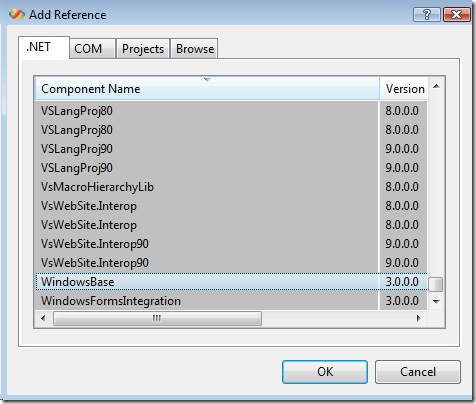 Add Reference
.NET COM Projects Browse
Component Name Version
VSLangProj80 8.0.0.0
VSLangProj80 8.0.0.0
VSLangProj90 9.0.0.0
VSLangProj90 9.0.0.0
VsMacroHierarchyLib 8.0.0.0
VsWebSite.Interop 8.0.0.0
VsWebSite.Interop 8.0.0.0
VsWebSite.Interop90 9.0.0.0
VsWebSite.Interop90 9.0.0.0
WindowsBase 3.0.0.0
WindowsFormsIntegration 3.0.0.0
OK Cancel